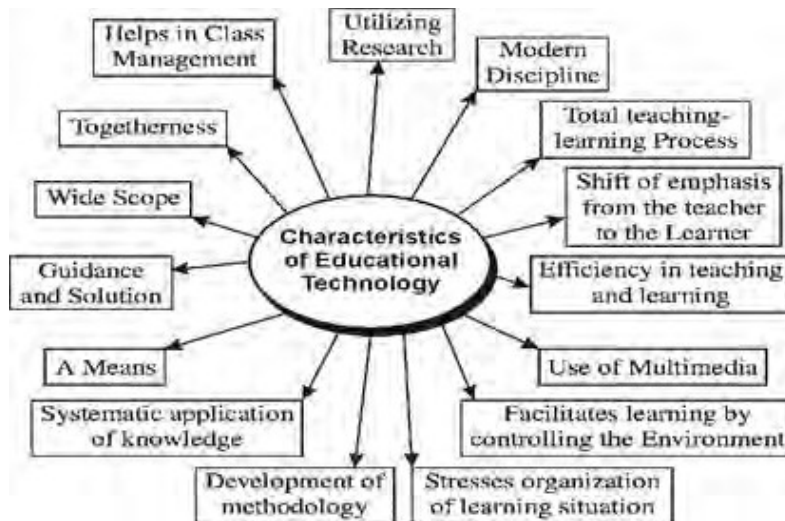 Utilizing
Research
Helps in Class
Management
Modern
Discipline
Togetherness
Total teaching-
learning Process
Wide Scope
Shift of emphasis
from the teacher
to the Learner
Characteristics
of Educational
Technology
Guidance
and Solution
Efficiency in teaching
and learning
A Means
Use of Multimedia
Systematic application
of knowledge
Facilitates learning by
controlling the Environment
Development of
methodology
Stresses organization
of learning situation